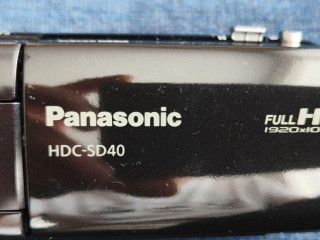 Panasonic
HDC-SD40
FULL H
1920x10